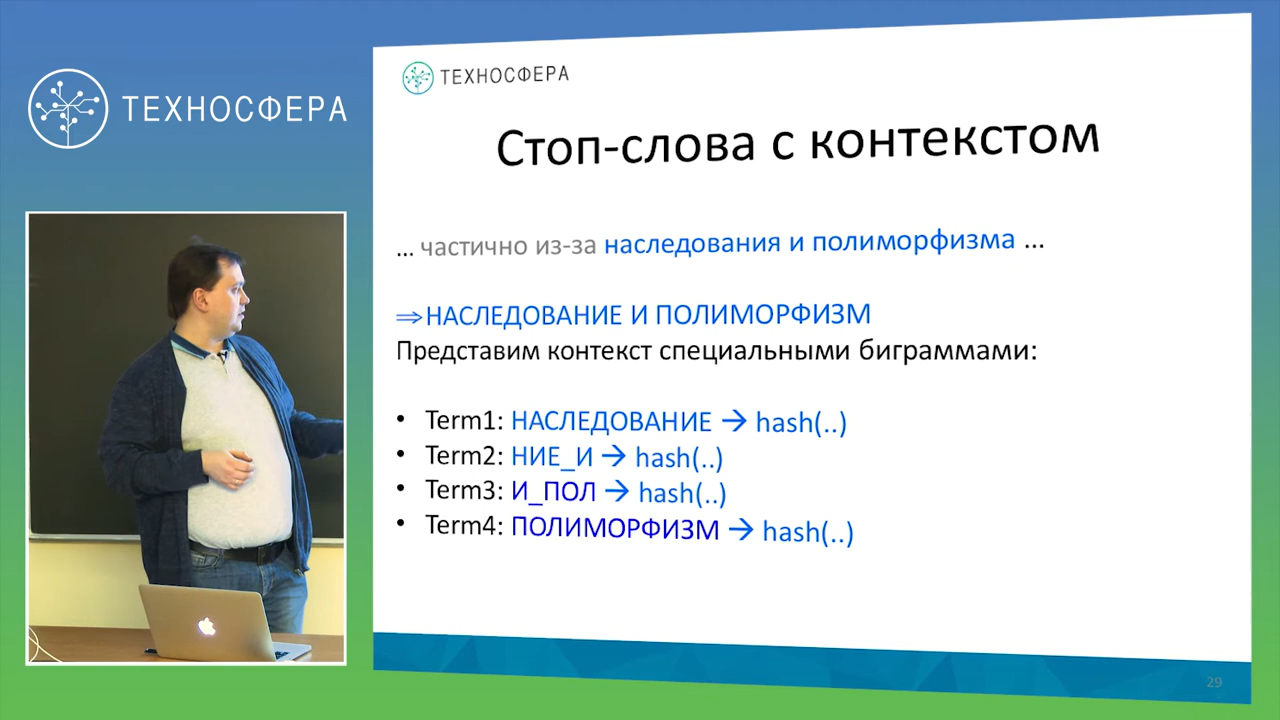 ТЕХНОСФЕРА
ТЕХНОСФЕРА
Стоп-слова с контекстом
... частично из-за наследования и полиморфизма ...
⇒НАСЛЕДОВАНИЕ И ПОЛИМОРФИЗМ
Представим контекст специальными биграммами:
• Term1: НАСЛЕДОВАНИЕ → hash(..)
• Term2: НИЕ_И → hash(..)
• Term3: И_ПОЛ → hash(..)
• Term4: ПОЛИМОРФИЗМ → hash(..)
29